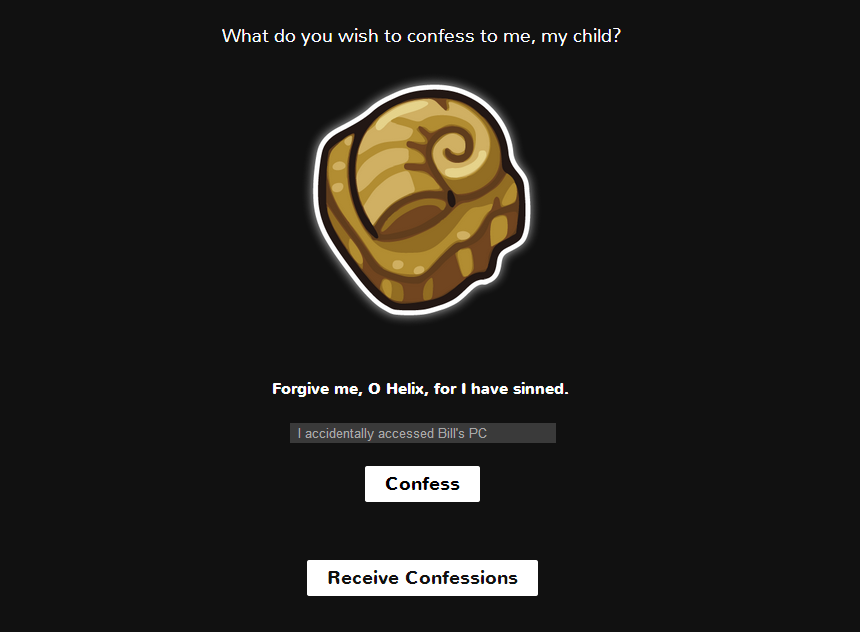 What do you wish to confess to me, my child?
Forgive me, O Helix, for I have sinned.
I accidentally accessed Bill's PC
Confess
Receive Confessions